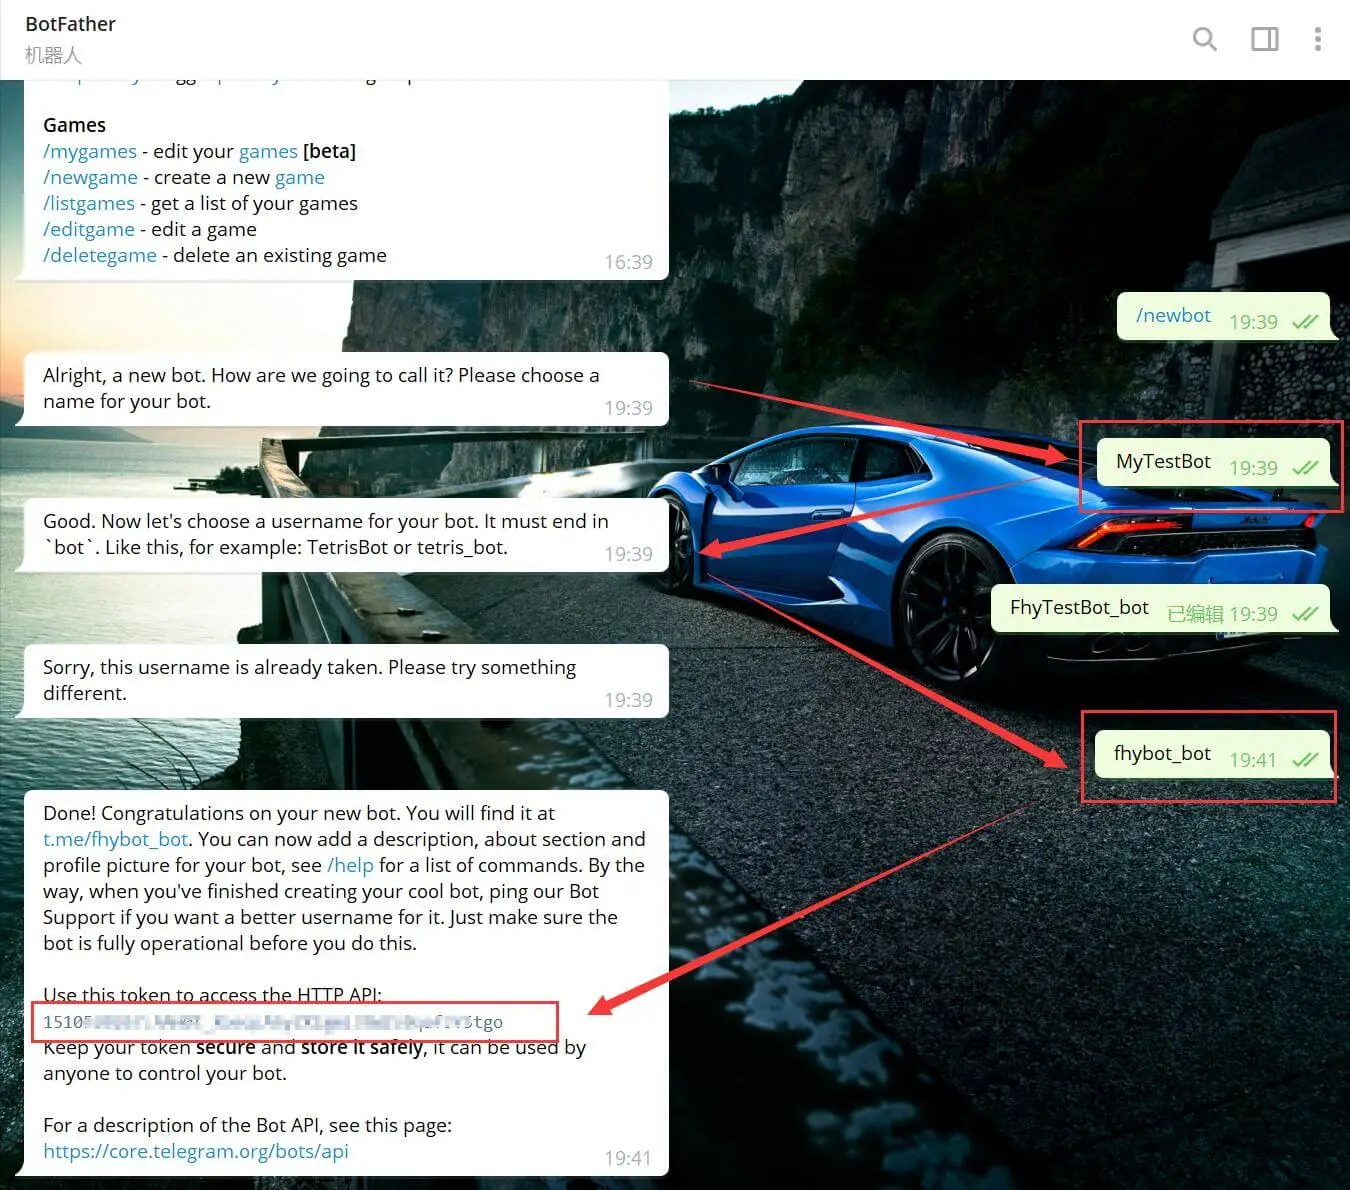 BotFather
机器人
Games
/mygames - edit your games [beta]
/newgame - create a new game
/listgames - get a list of your games
/editgame - edit a game
/deletegame - delete an existing game
16:39
/newbot 19:39
Alright, a new bot. How are we going to call it? Please choose a
name for your bot.
19:39
MyTestBot 19:39
Good. Now let's choose a username for your bot. It must end in
`bot`. Like this, for example: TetrisBot or tetris_bot.
19:39
FhyTestBot_bot 已编辑 19:39
Sorry, this username is already taken. Please try something
different.
19:39
fhybot_bot 19:41
Done! Congratulations on your new bot. You will find it at
t.me/fhybot_bot. You can now add a description, about section and
profile picture for your bot, see /help for a list of commands. By the
way, when you've finished creating your cool bot, ping our Bot
Support if you want a better username for it. Just make sure the
bot is fully operational before you do this.
Use this token to access the HTTP API:
Keep your token secure and store it safely, it can be used by
anyone to control your bot.
For a description of the Bot API, see this page:
https://core.telegram.org/bots/api
19:41